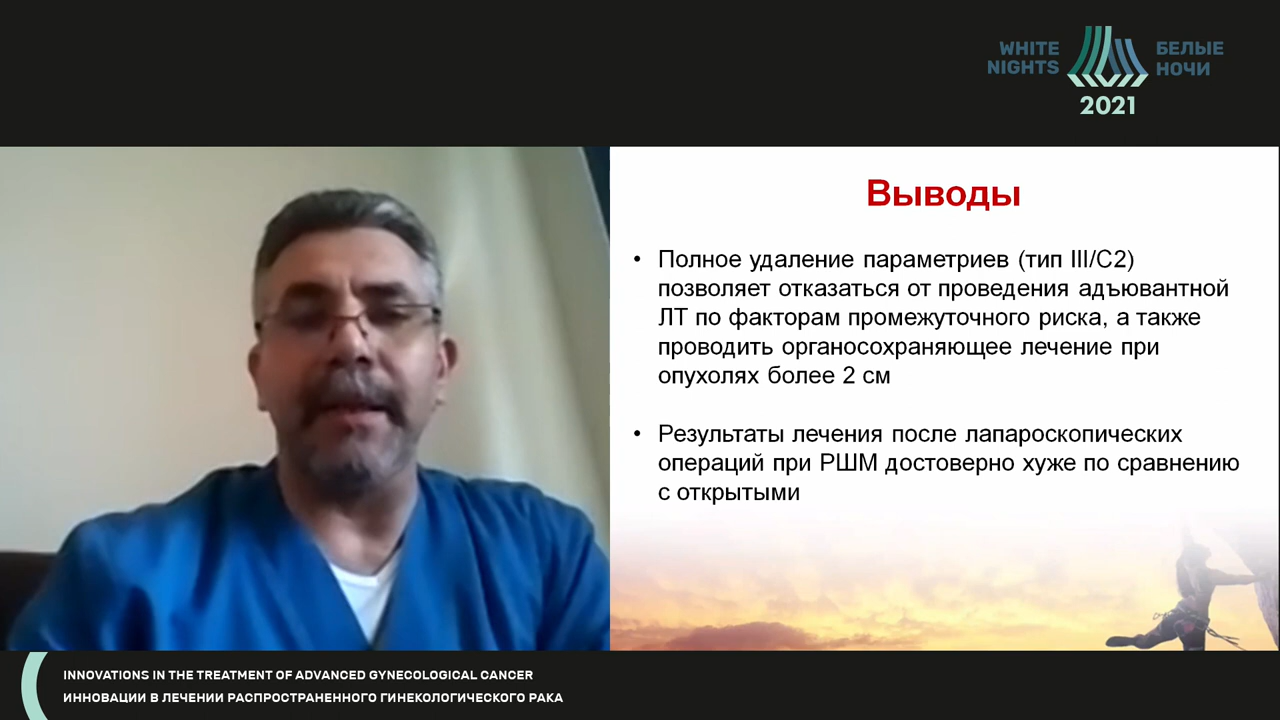 WHITE
NIGHTS
БЕЛЫЕ
НОЧИ
2021
Выводы
• Полное удаление параметриев (тип III/C2)
позволяет отказаться от проведения адъювантной
ЛТ по факторам промежуточного риска, а также
проводить органосохраняющее лечение при
опухолях более 2 см
• Результаты лечения после лапароскопических
операций при РШМ достоверно хуже по сравнению
с открытыми
INNOVATIONS IN THE TREATMENT OF ADVANCED GYNECOLOGICAL CANCER
ИННОВАЦИИ В ЛЕЧЕНИИ РАСПРОСТРАНЕННОГО ГИНЕКОЛОГИЧЕСКОГО РАКА